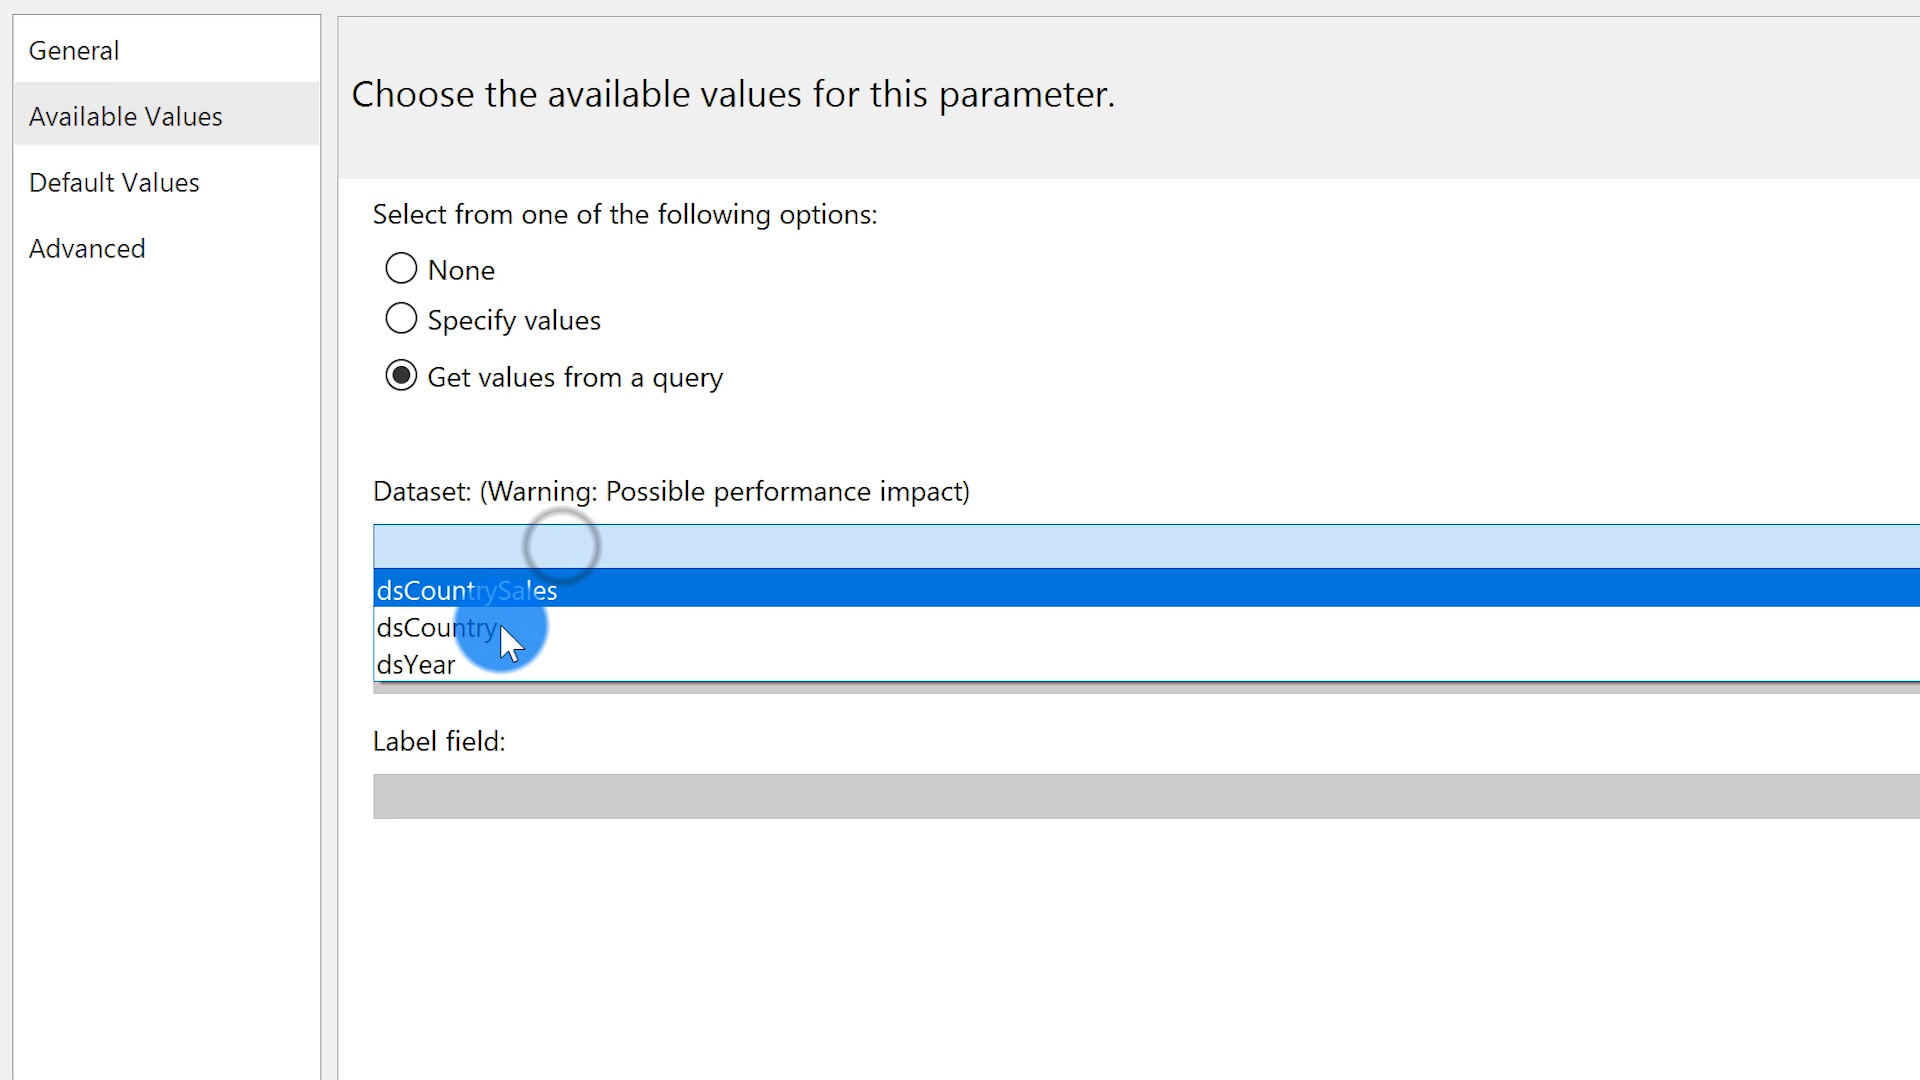 General
Available Values
Default Values
Advanced
Choose the available values for this parameter.
Select from one of the following options:
None
Specify values
Get values from a query
Dataset: (Warning: Possible performance impact)
dsCountrySales
dsCountry
dsYear
Label field: